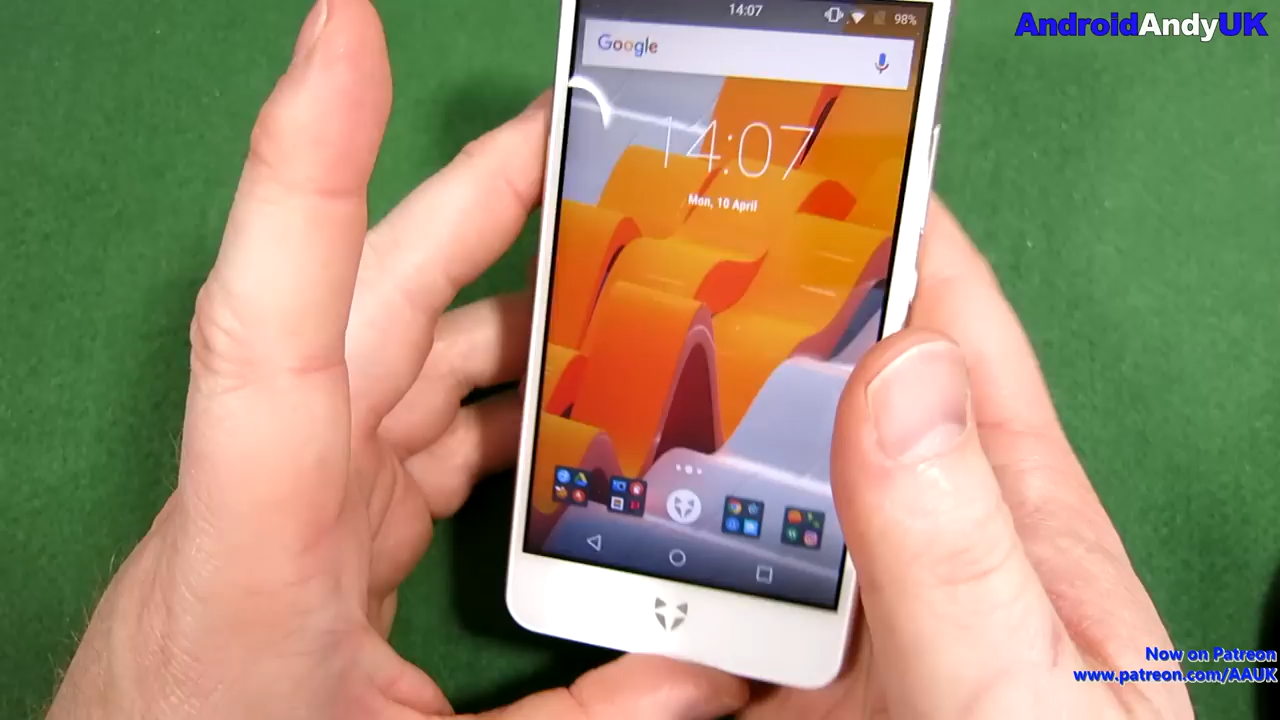 AndroidAndyUK
14:07
98%
Google
14:07
Mon, 10 April
Now on Patreon
www.patreon.com/AAUK